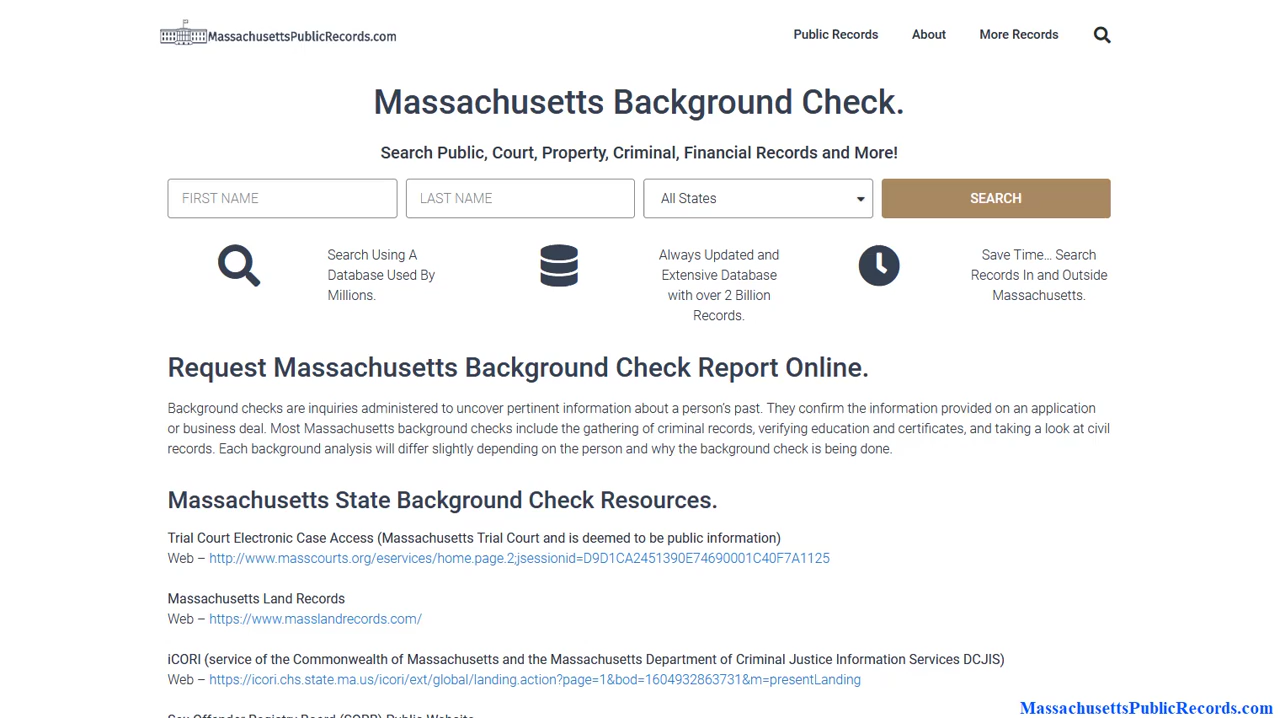 MassachusettsPublicRecords.com
Public Records
About
More Records
Massachusetts Background Check.
Search Public, Court, Property, Criminal, Financial Records and More!
FIRST NAME
LAST NAME
All States
SEARCH
Search Using A
Database Used By
Millions.
Always Updated and
Extensive Database
with over 2 Billion
Records.
Save Time... Search
Records In and Outside
Massachusetts.
Request Massachusetts Background Check Report Online.
Background checks are inquiries administered to uncover pertinent information about a person's past. They confirm the information provided on an application
or business deal. Most Massachusetts background checks include the gathering of criminal records, verifying education and certificates, and taking a look at civil
records. Each background analysis will differ slightly depending on the person and why the background check is being done.
Massachusetts State Background Check Resources.
Trial Court Electronic Case Access (Massachusetts Trial Court and is deemed to be public information)
Web – http://www.masscourts.org/eservices/home.page.2;jsessionid=D9D1CA2451390E74690001C40F7A1125
Massachusetts Land Records
Web – https://www.masslandrecords.com/
iCORI (service of the Commonwealth of Massachusetts and the Massachusetts Department of Criminal Justice Information Services DCJIS)
Web – https://icori.chs.state.ma.us/icori/ext/global/landing.action?page=1&bod=1604932863731&m=presentLanding
Sex Offender Registry Board (SORB) Public Website
MassachusettsPublicRecords.com